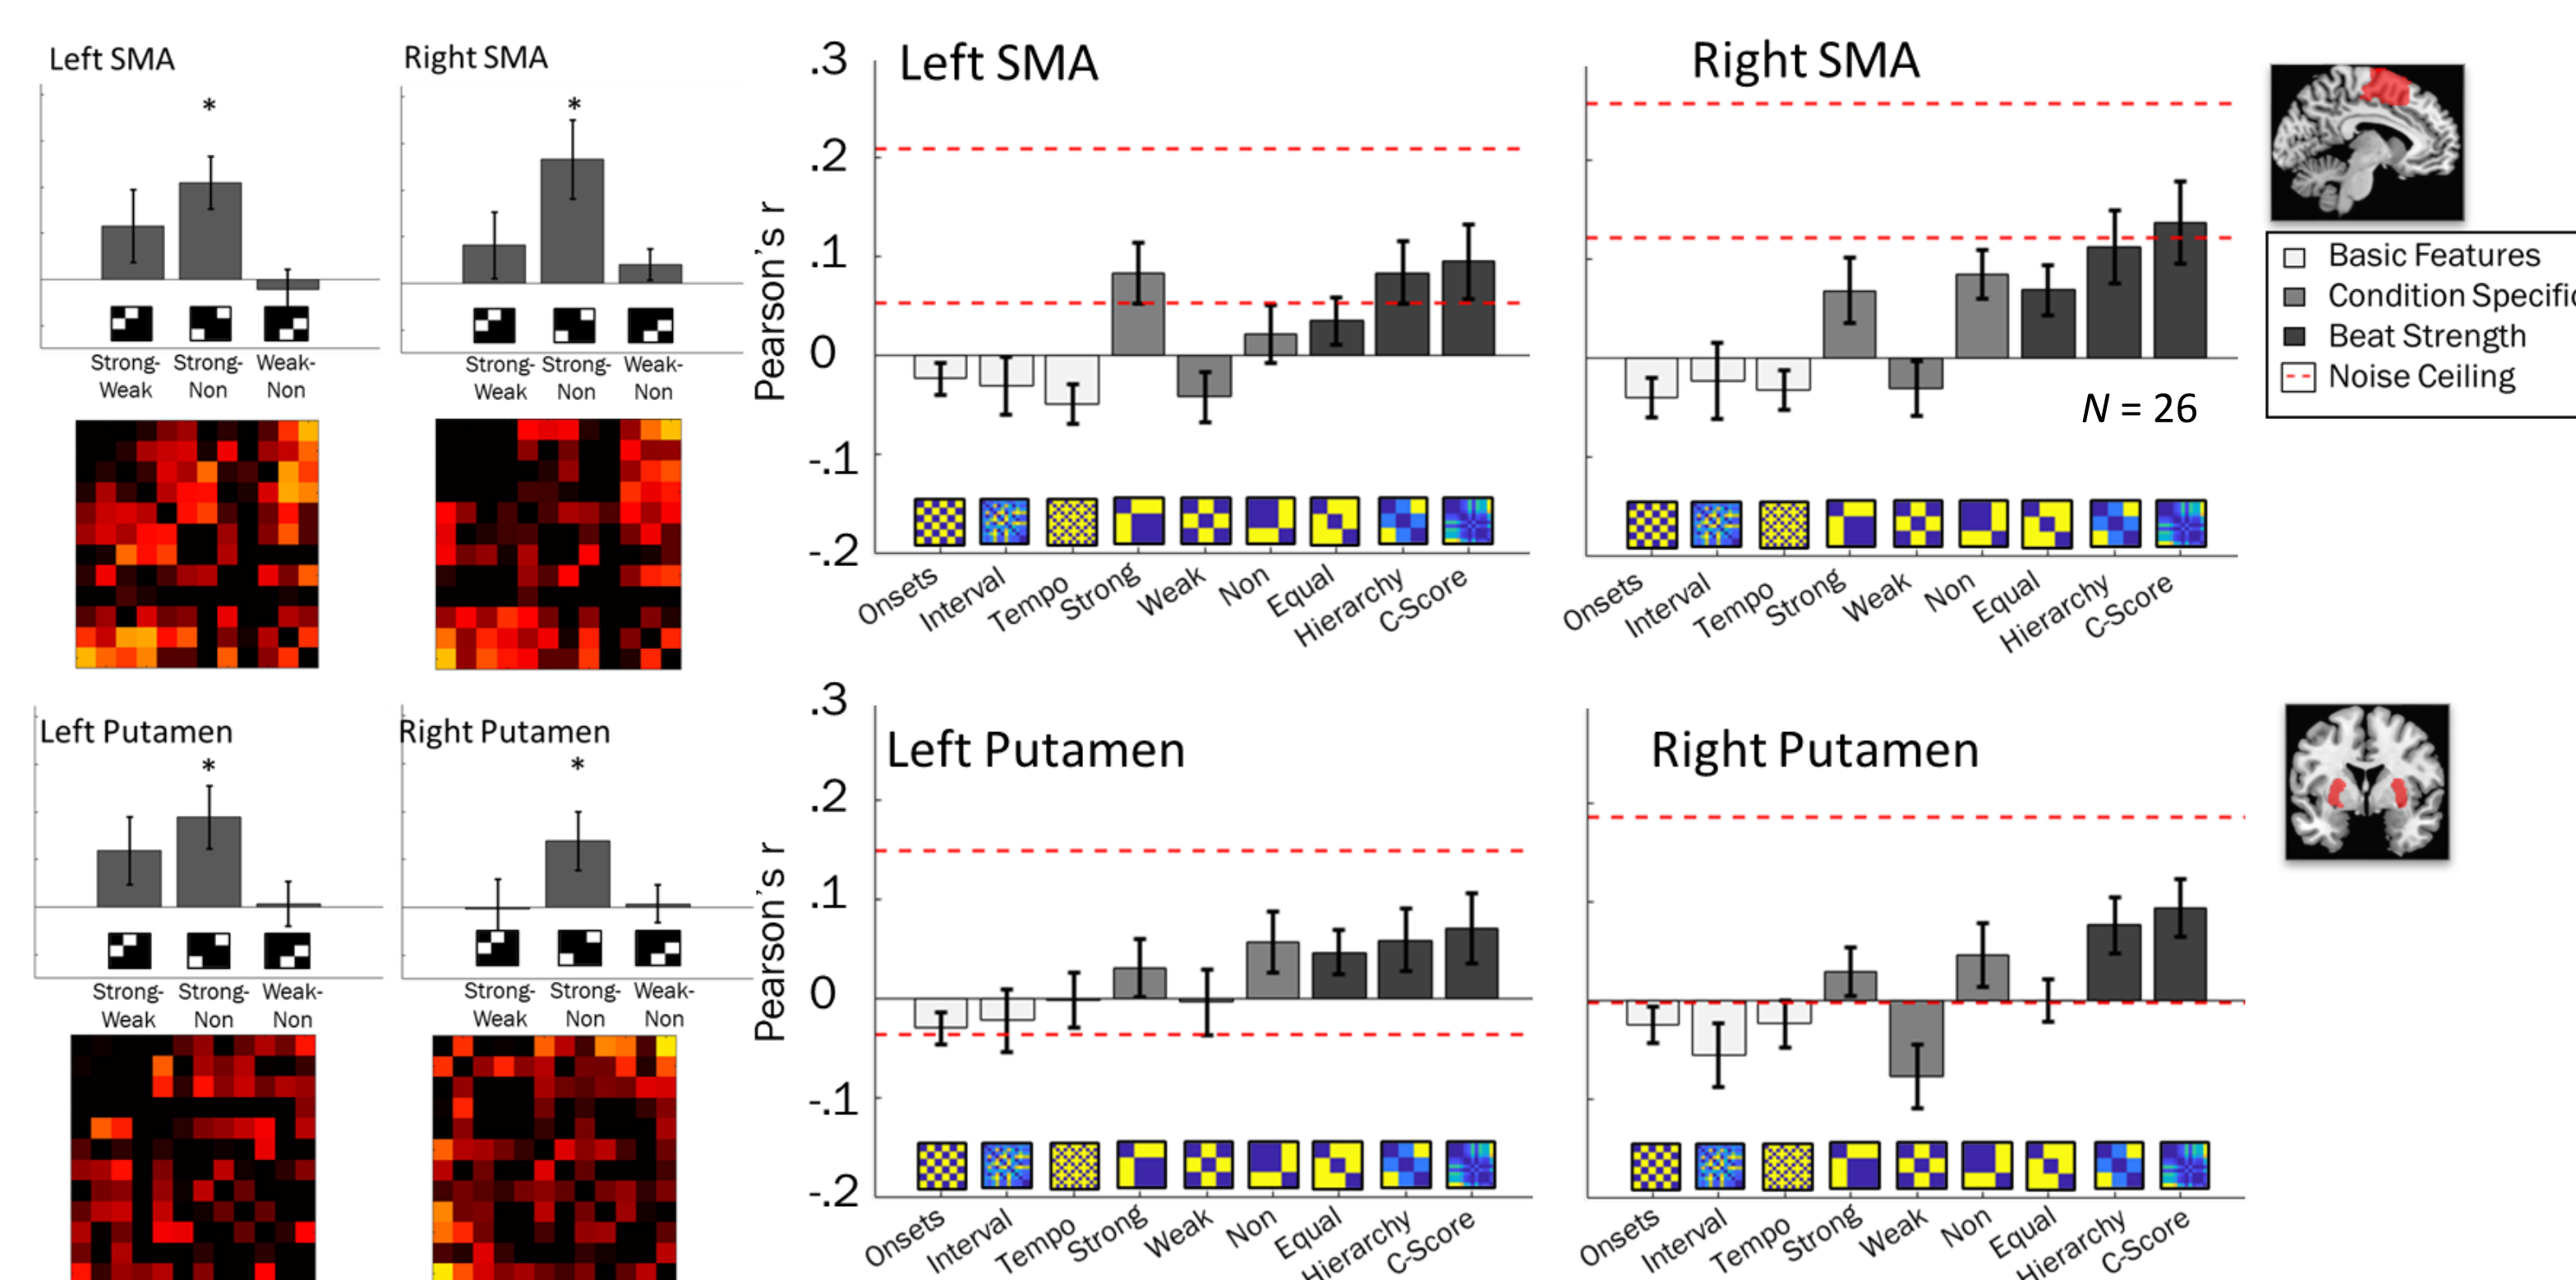 Left SMA
*
Strong-Weak
Strong-Non
Weak-Non
Right SMA
*
Strong-Weak
Strong-Non
Weak-Non
Pearson's r
.3
.2
.1
0
-.1
-.2
Left SMA
Onsets
Interval
Tempo
Strong
Weak
Non
Equal
Hierarchy
C-Score
Right SMA
N = 26
Onsets
Interval
Tempo
Strong
Weak
Non
Equal
Hierarchy
C-Score
Basic Features
Condition Specific
Beat Strength
Noise Ceiling
Left Putamen
*
Strong-Weak
Strong-Non
Weak-Non
Right Putamen
*
Strong-Weak
Strong-Non
Weak-Non
Pearson's r
.3
.2
.1
0
-.1
-.2
Left Putamen
Onsets
Interval
Tempo
Strong
Weak
Non
Equal
Hierarchy
C-Score
Right Putamen
Onsets
Interval
Tempo
Strong
Weak
Non
Equal
Hierarchy
C-Score